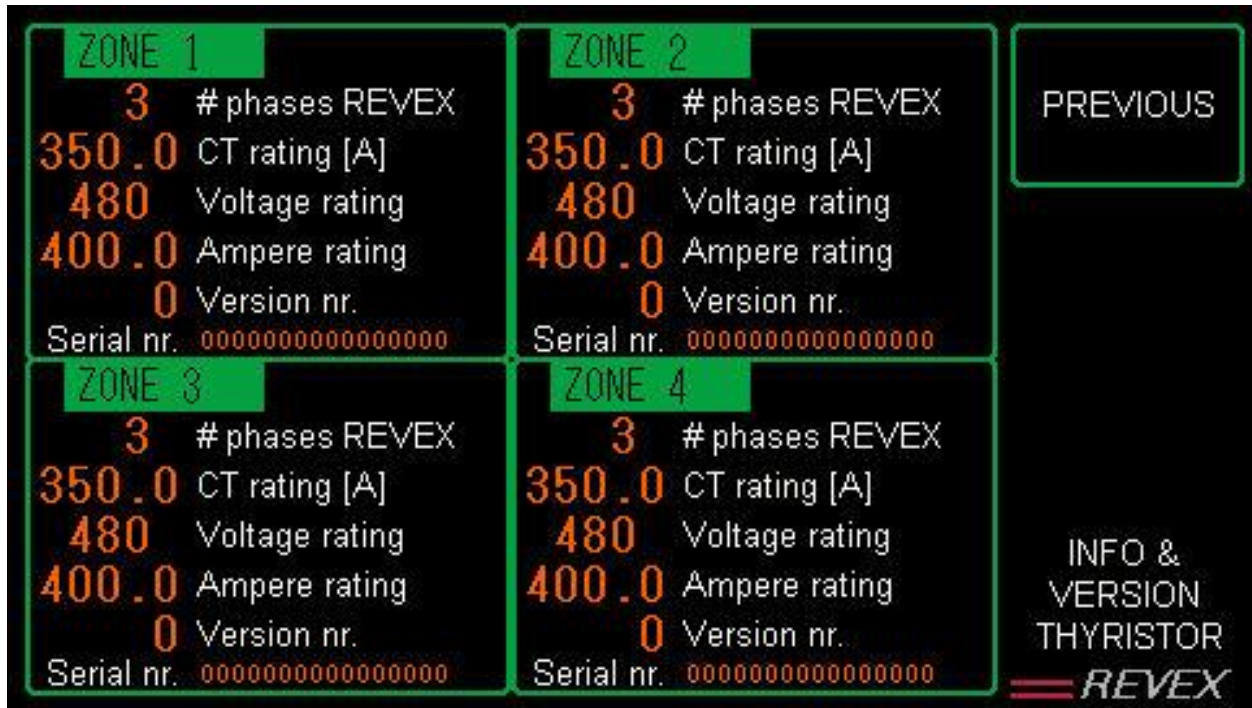 ZONE 1
3 # phases REVEX
350.0 CT rating [A]
480 Voltage rating
400.0 Ampere rating
0 Version nr.
Serial nr. 0000000000000000
ZONE 2
3 # phases REVEX
350.0 CT rating [A]
480 Voltage rating
400.0 Ampere rating
0 Version nr.
Serial nr. 0000000000000000
ZONE 3
3 # phases REVEX
350.0 CT rating [A]
480 Voltage rating
400.0 Ampere rating
0 Version nr.
Serial nr. 0000000000000000
ZONE 4
3 # phases REVEX
350.0 CT rating [A]
480 Voltage rating
400.0 Ampere rating
0 Version nr.
Serial nr. 0000000000000000
PREVIOUS
INFO &
VERSION
THYRISTOR
REVEX